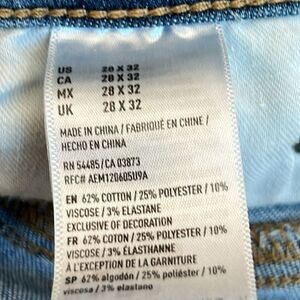 US 28 X 32
CA 28 X 32
MX 28 X 32
UK 28 X 32
MADE IN CHINA / FABRIQUÉ EN CHINE /
HECHO EN CHINA
RN 54485/CA 03873
RFC# AEM120605U9A
EN 62% COTTON / 25% POLYESTER / 10%
VISCOSE / 3% ELASTANE
EXCLUSIVE OF DECORATION
FR 62% COTON / 25% POLYESTER / 10%
VISCOSE / 3% ÉLASTHANNE
À L'EXCEPTION DE LA GARNITURE
SP 62% algodón / 25% poliéster / 10%
viscosa / 3% elastano